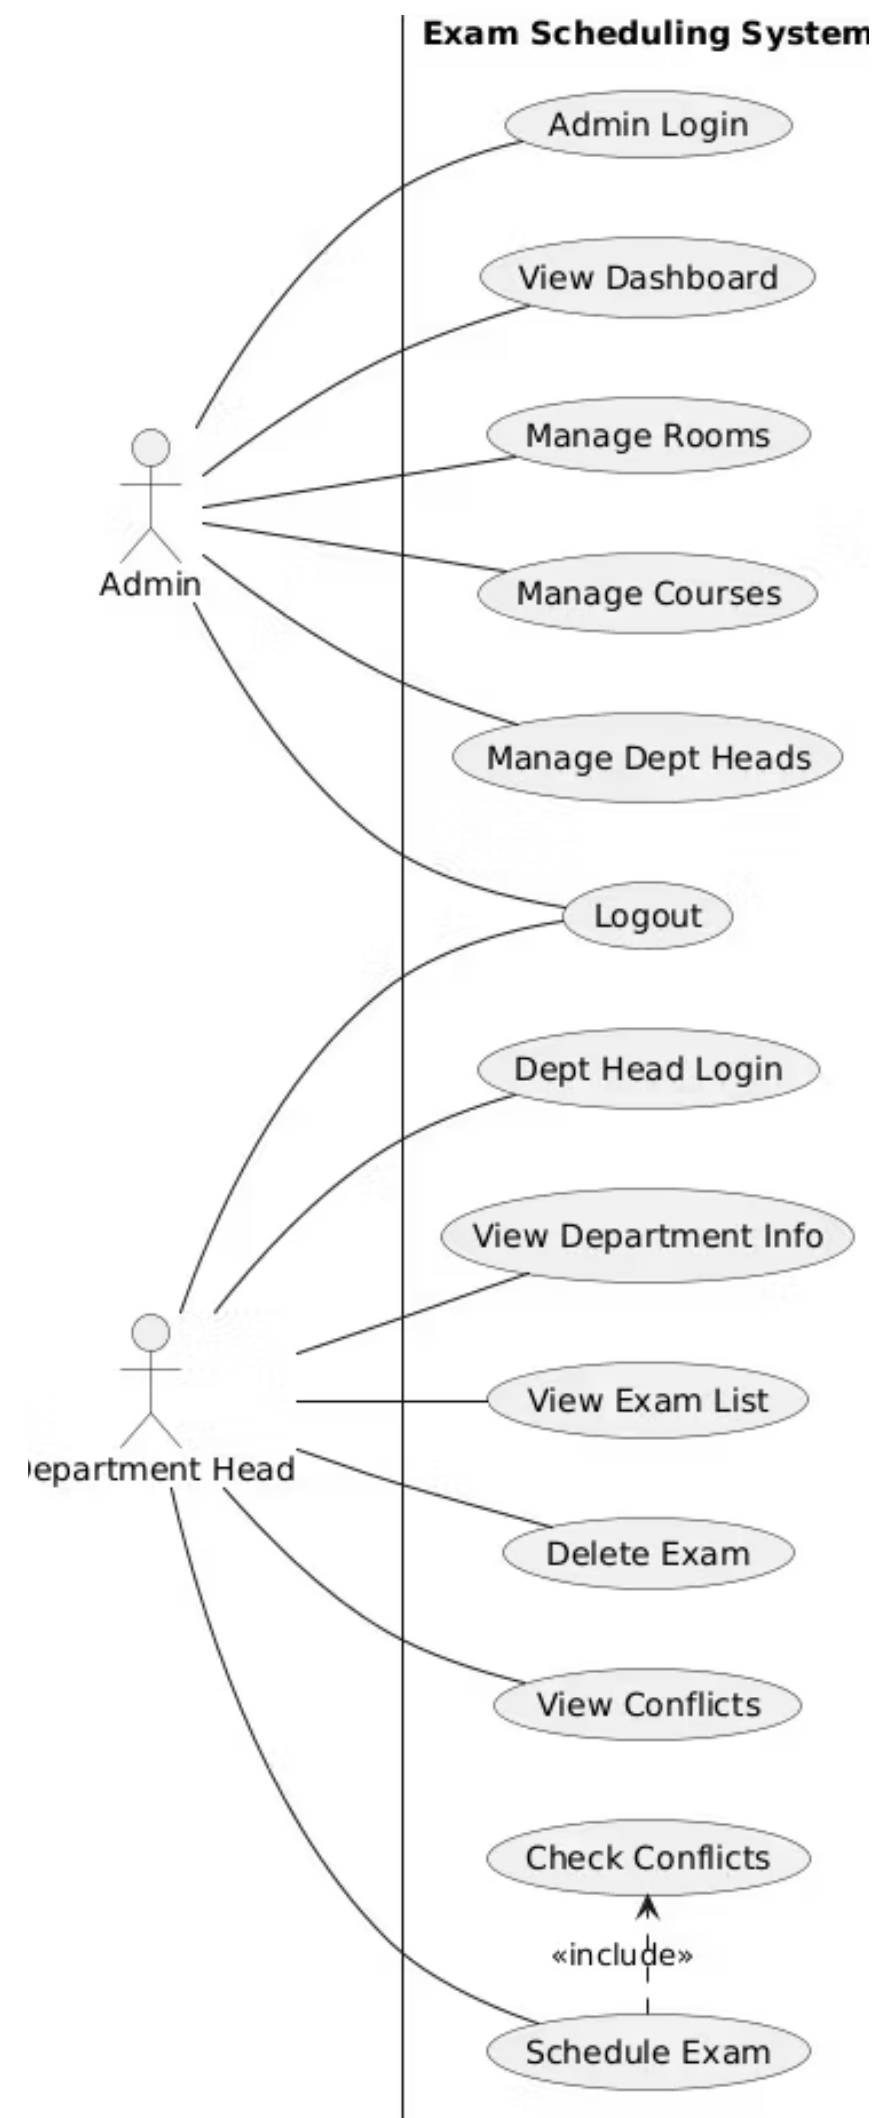 Exam Scheduling System
Admin Login
View Dashboard
Manage Rooms
Admin
Manage Courses
Manage Dept Heads
Logout
Dept Head Login
View Department Info
View Exam List
epartment Head
Delete Exam
View Conflicts
Check Conflicts
«include»
Schedule Exam